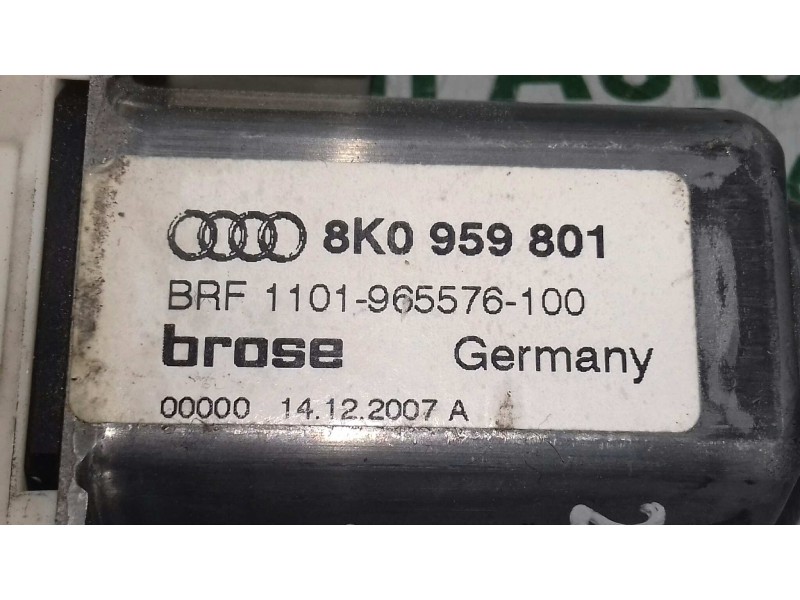 8K0 959 801
BRF 1101-965576-100
brose Germany
00000 14.12.2007 A